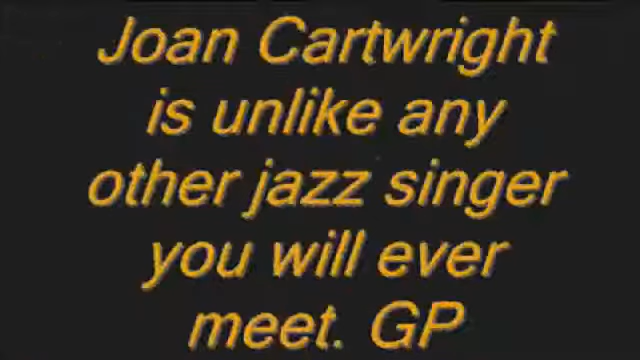 Joan Cartwright
is unlike any
other jazz singer
you will ever
meet. GP